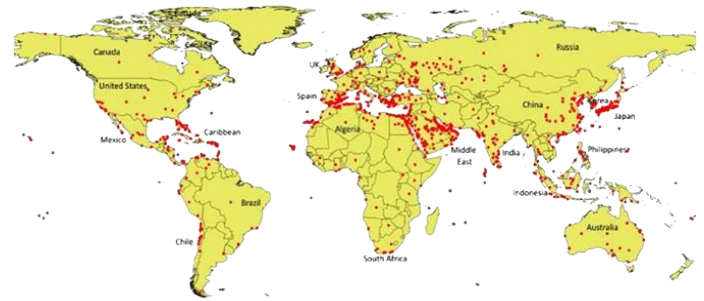 Canada
Russia
UK
United States
Spain
China
Korea
Japan
Algeria
Mexico
Caribbean
Middle
East
India
Philippines
Indonesia
Brazil
Australia
Chile
South Africa